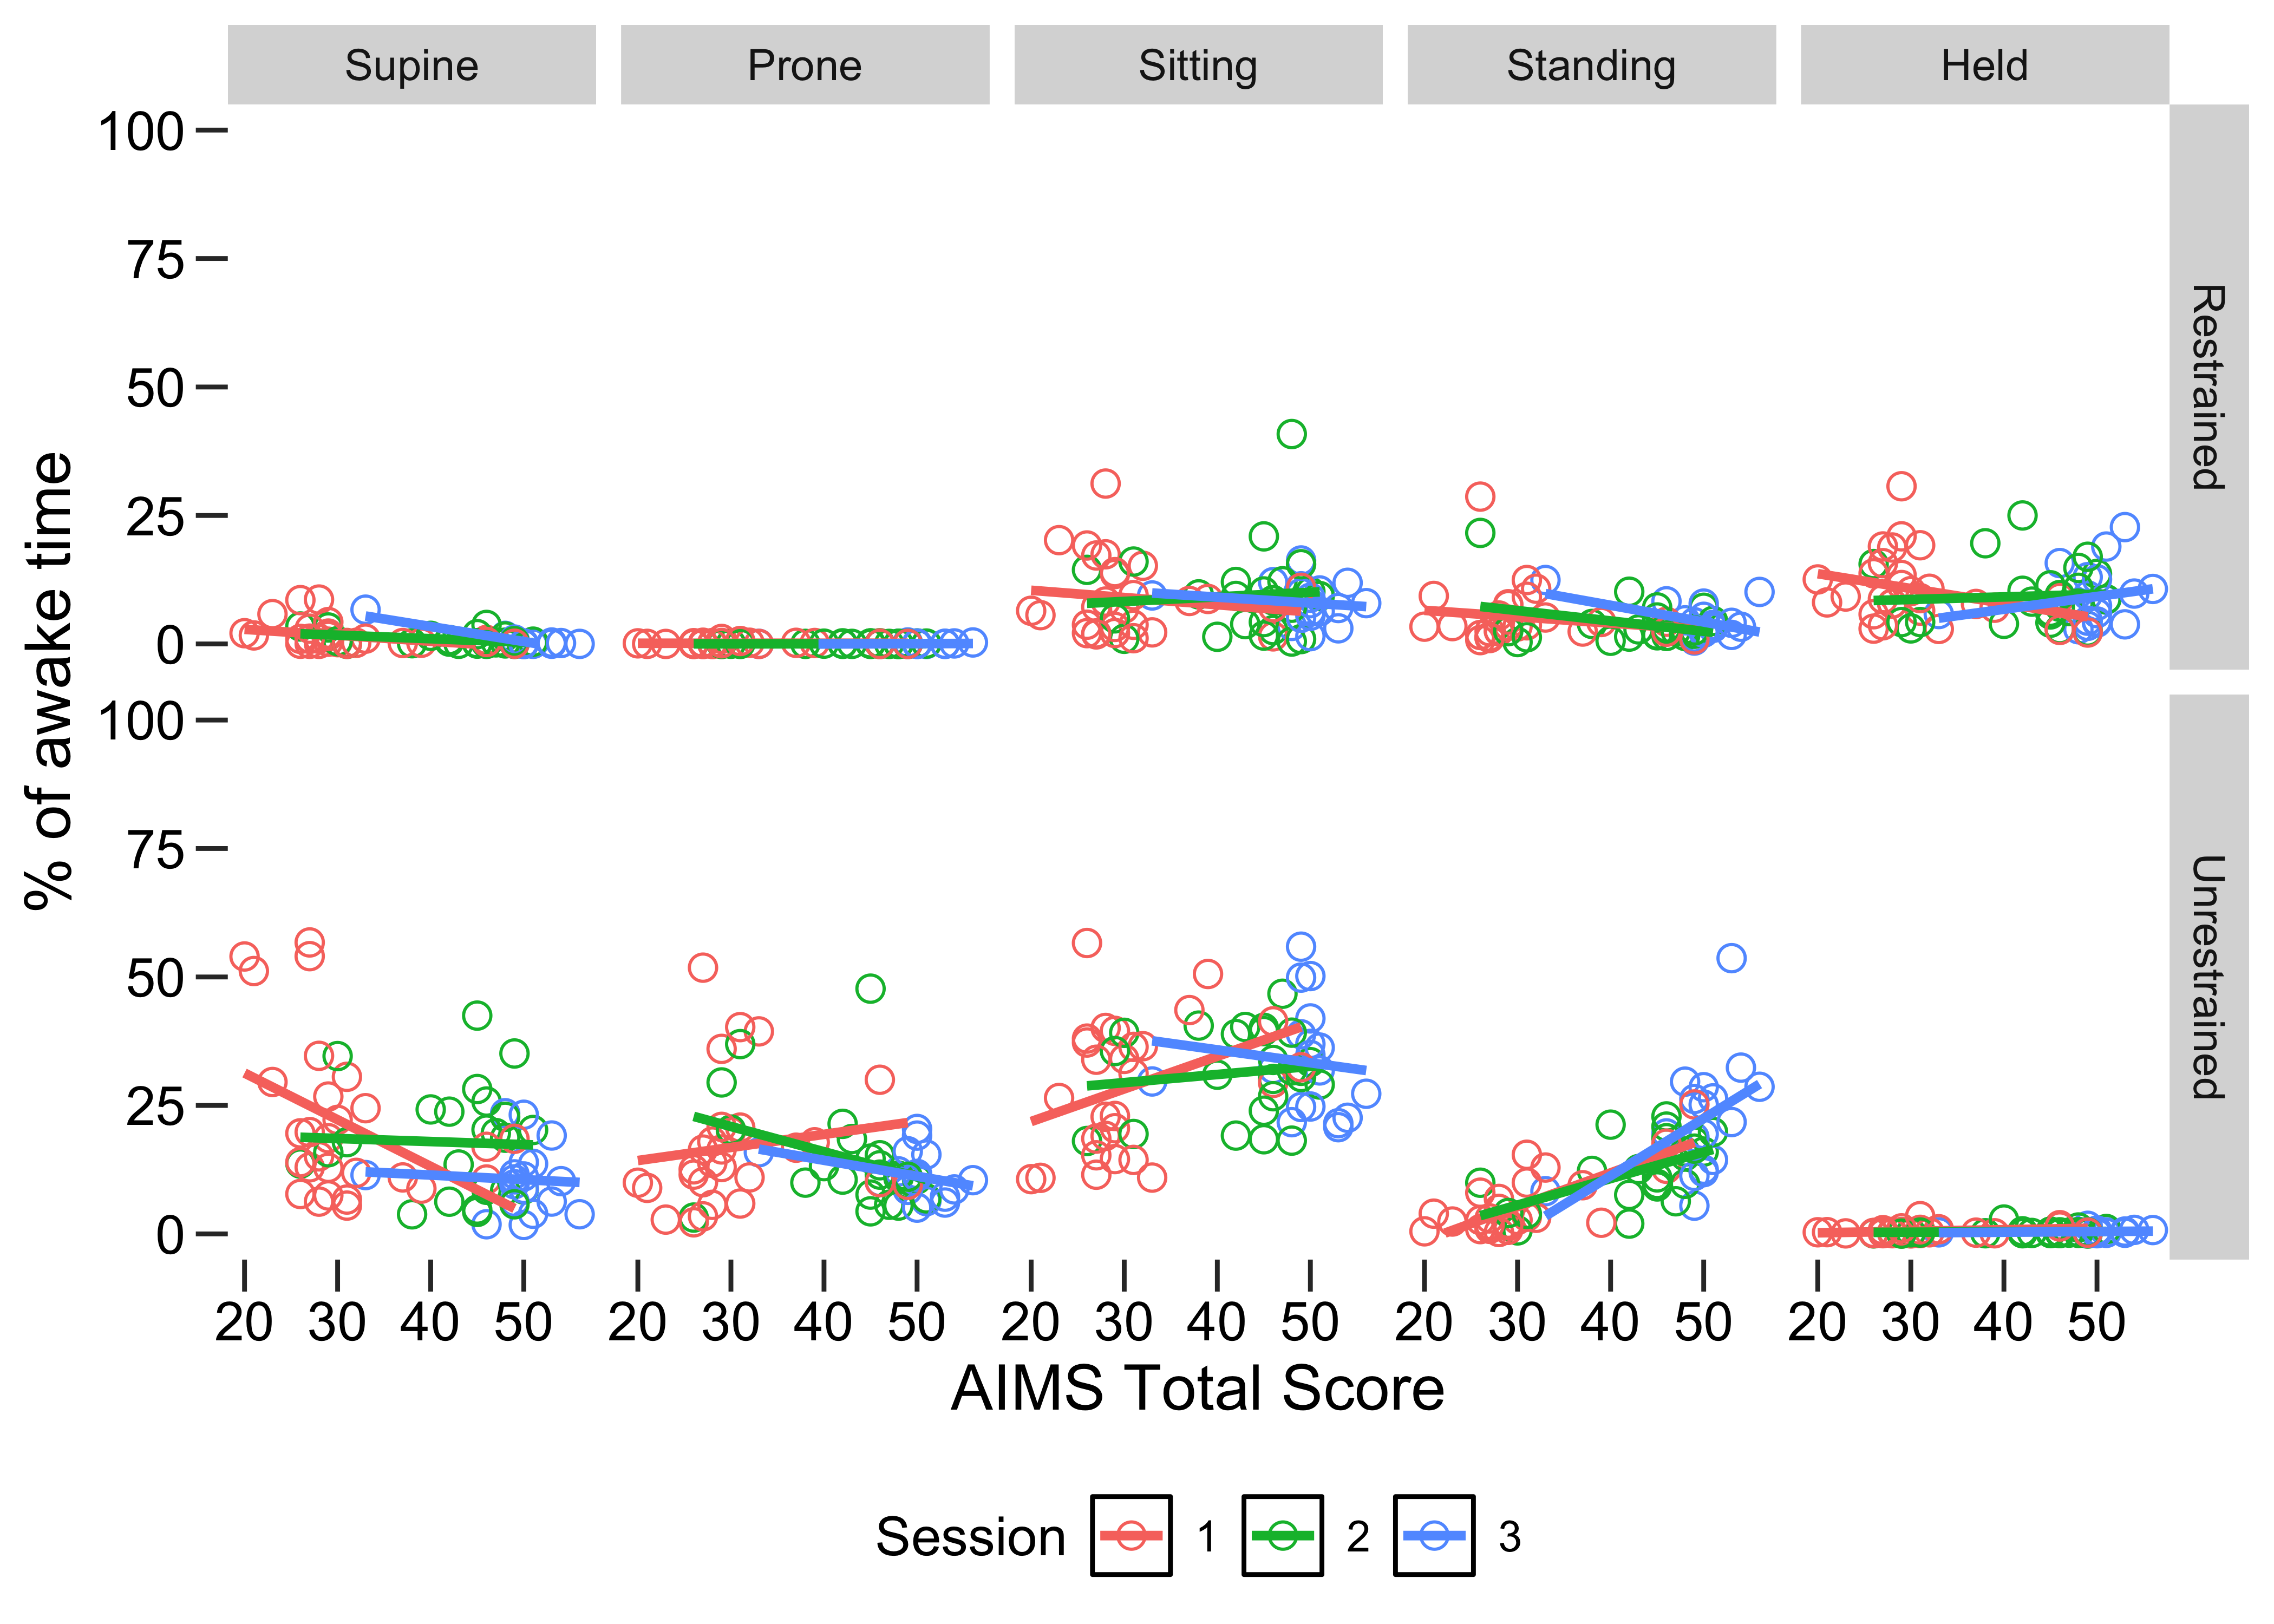 Supine Prone Sitting Standing Held
100
75
50
25
0
Restrained
% of awake time
100
75
50
25
0
Unrestrained
20 30 40 50 20 30 40 50 20 30 40 50 20 30 40 50 20 30 40 50
AIMS Total Score
Session 1 2 3